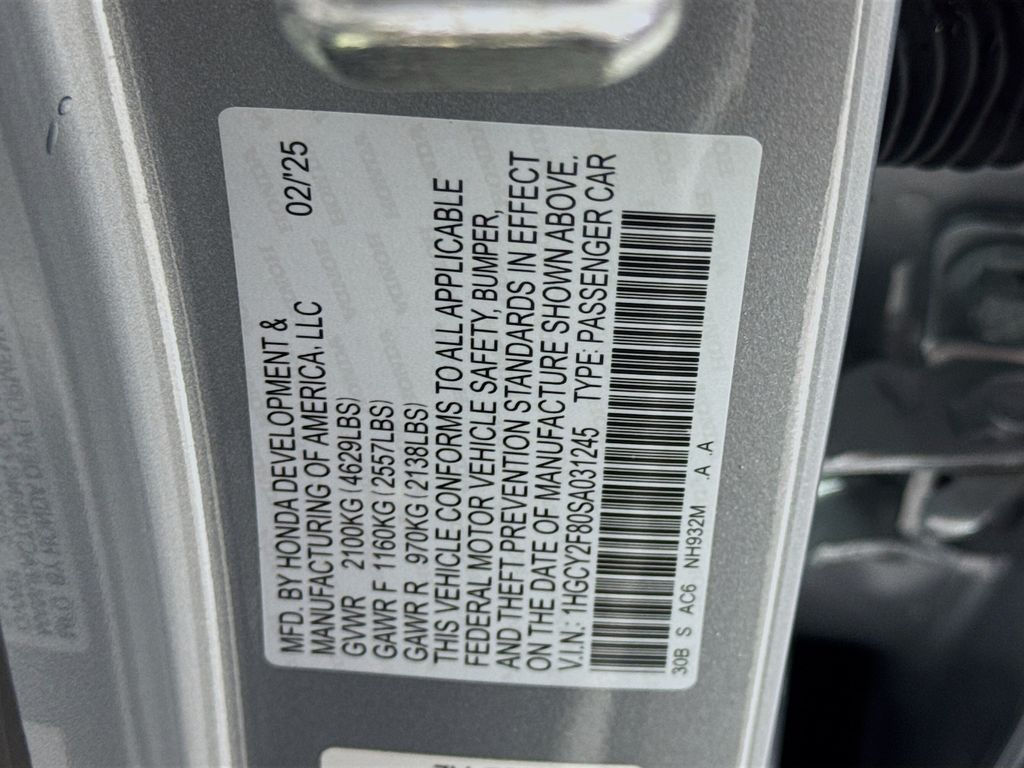 MFD. BY HONDA DEVELOPMENT & 02/'25
MANUFACTURING OF AMERICA, LLC
GVWR 2100KG (4629LBS)
GAWR F 1160KG (2557LBS)
GAWR R 970KG (2138LBS)
THIS VEHICLE CONFORMS TO ALL APPLICABLE
FEDERAL MOTOR VEHICLE SAFETY, BUMPER,
AND THEFT PREVENTION STANDARDS IN EFFECT
ON THE DATE OF MANUFACTURE SHOWN ABOVE.
V.I.N.: 1HGCY2F80SA031245 TYPE: PASSENGER CAR
30B S AC6 NH932M .A .A